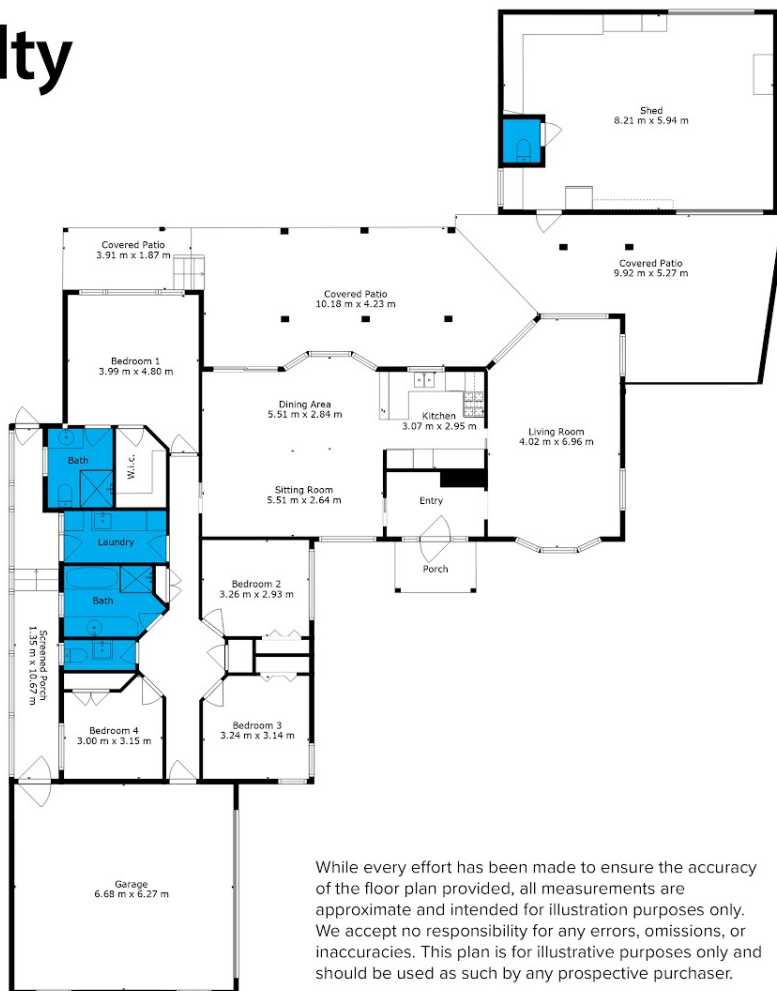 lty
Shed
8.21 m x 5.94 m
Covered Patio
3.91 m x 1.87 m
Covered Patio
9.92 m x 5.27 m
Covered Patio
10.18 m x 4.23 m
Bedroom 1
3.99 m x 4.80 m
Dining Area
5.51 m x 2.84 m
Kitchen
3.07 m x 2.95 m
Living Room
4.02 m x 6.96 m
Bath
W.i.c.
Sitting Room
5.51 m x 2.64 m
Entry
Laundry
Porch
Bath
Bedroom 2
3.26 m x 2.93 m
Screened Porch
1.35 m x 10.67 m
Bedroom 4
3.00 m x 3.15 m
Bedroom 3
3.24 m x 3.14 m
Garage
6.68 m x 6.27 m
While every effort has been made to ensure the accuracy
of the floor plan provided, all measurements are
approximate and intended for illustration purposes only.
We accept no responsibility for any errors, omissions, or
inaccuracies. This plan is for illustrative purposes only and
should be used as such by any prospective purchaser.